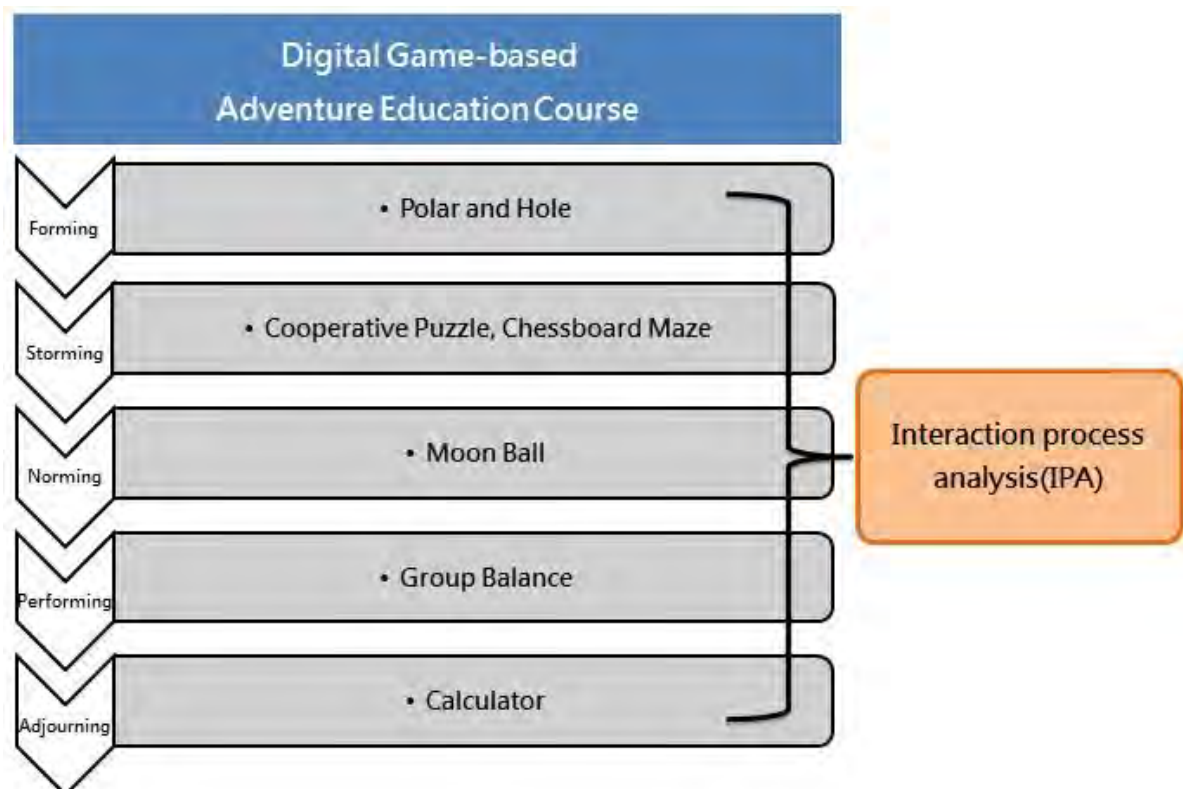 Digital Game-based
Adventure Education Course
Forming
• Polar and Hole
Storming
• Cooperative Puzzle, Chessboard Maze
Norming
• Moon Ball
Performing
• Group Balance
Adjourning
• Calculator
Interaction process
analysis(IPA)